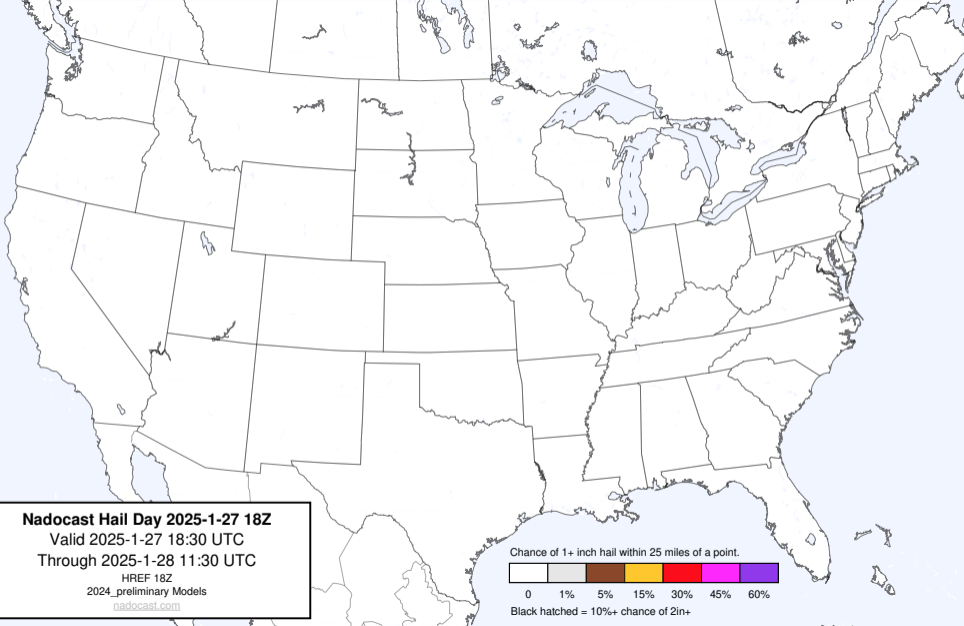 Nadocast Hail Day 2025-1-27 18Z
Valid 2025-1-27 18:30 UTC
Through 2025-1-28 11:30 UTC
HREF 18Z
2024_preliminary Models
nadocast.com
Chance of 1+ inch hail within 25 miles of a point.
0 1% 5% 15% 30% 45% 60%
Black hatched = 10%+ chance of 2in+